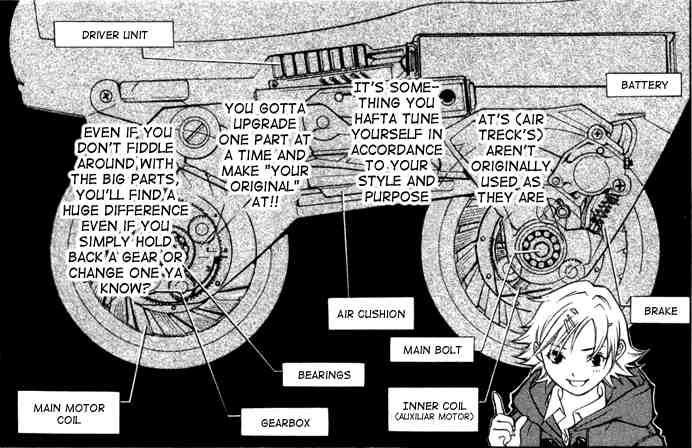 DRIVER UNIT
BATTERY
AT'S (AIR
TRECK'S)
AREN'T
ORIGINALLY
USED AS
THEY ARE
IT'S SOME-
THING YOU
HAFTA TUNE
YOURSELF IN
ACCORDANCE
TO YOUR
STYLE AND
PURPOSE
YOU GOTTA
UPGRADE
ONE PART AT
A TIME AND
MAKE "YOUR
ORIGINAL"
AT!!
EVEN IF YOU
DON'T FIDDLE
AROUND WITH
THE BIG PARTS,
YOU'LL FIND A
HUGE DIFFERENCE
EVEN IF YOU
SIMPLY HOLD
BACK A GEAR OR
CHANGE ONE YA
KNOW?
AIR CUSHION
BRAKE
MAIN BOLT
BEARINGS
INNER COIL
(AUXILIAR MOTOR)
MAIN MOTOR
COIL
GEARBOX